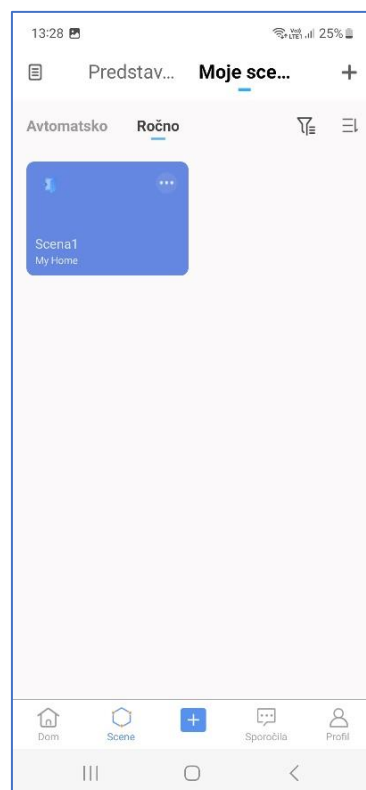 13:28 25%
Predstav... Moje sce...
Avtomatsko Ročno
Scena1
My Home
Dom Scene Sporočila Profil